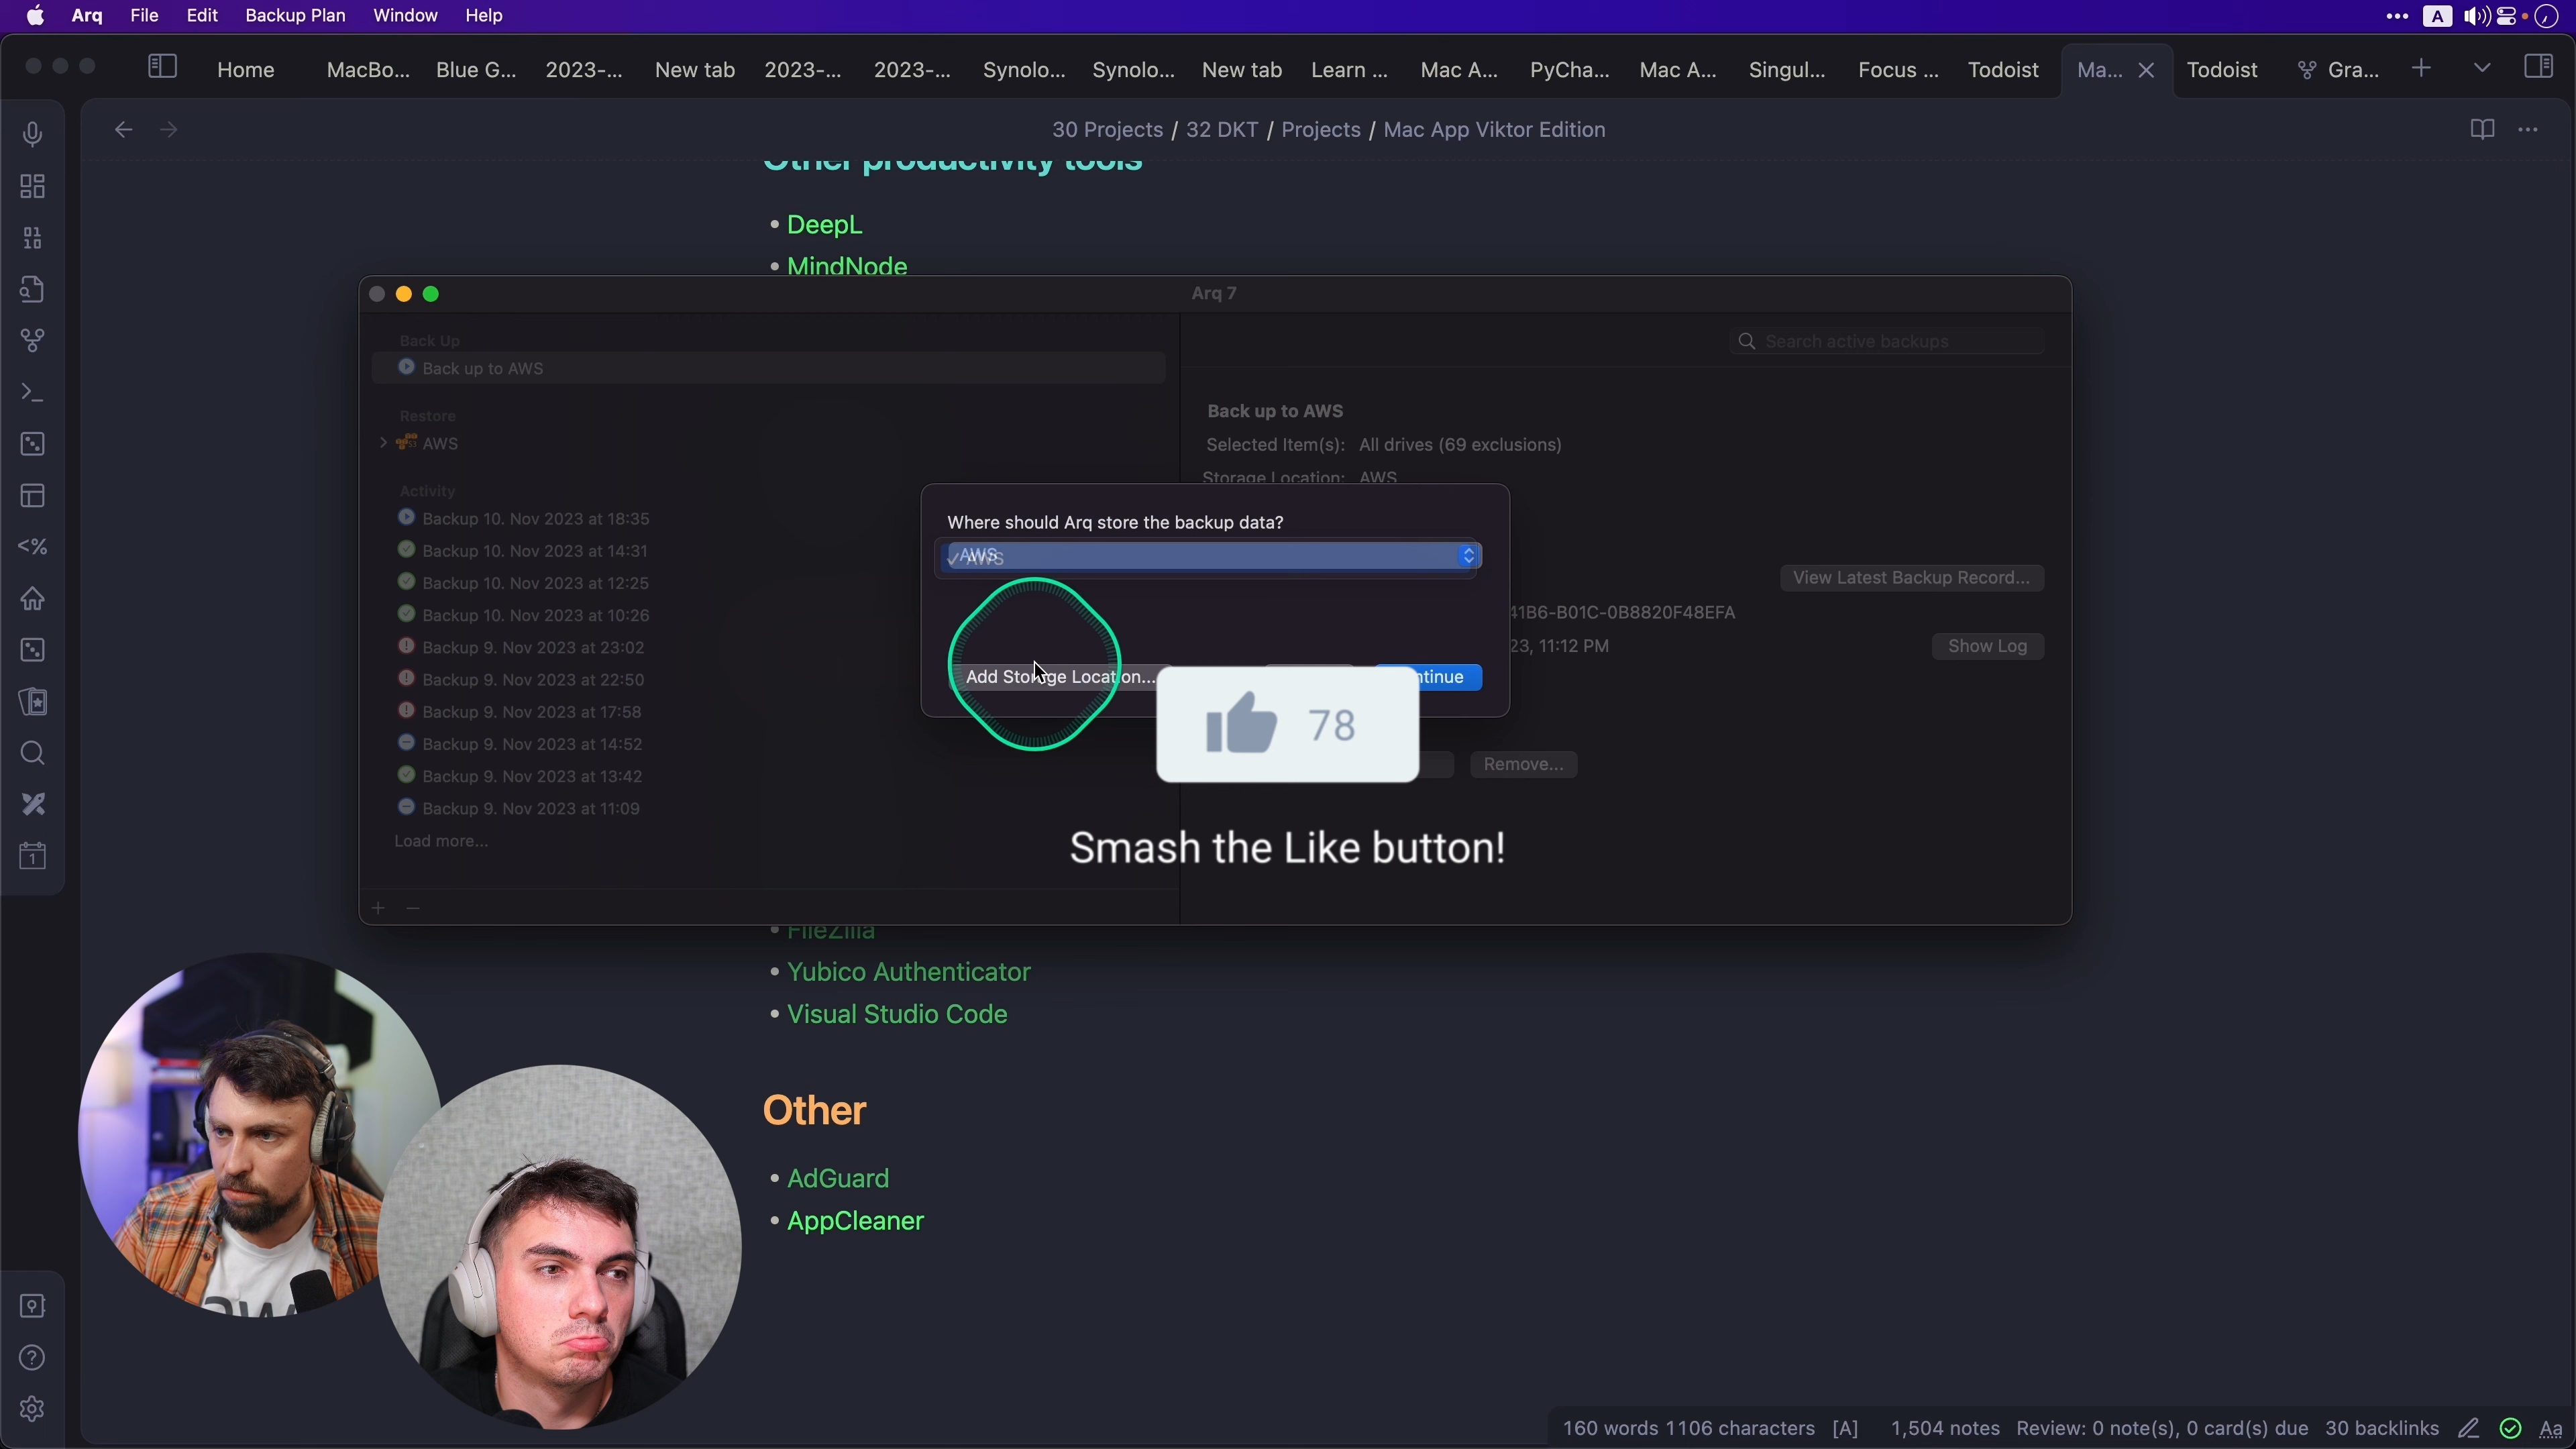 Arq File Edit Backup Plan Window Help
A
Home MacBo... Blue G... 2023-... New tab 2023-... 2023-... Synolo... Synolo... New tab Learn ... Mac A... PyCha... Mac A... Singul... Focus ... Todoist Ma... Todoist Gra...
30 Projects / 32 DKT / Projects / Mac App Viktor Edition
Other productivity tools
• DeepL
• MindNode
Arq 7
Back Up
Back up to AWS
Restore
AWS
Activity
Backup 10. Nov 2023 at 18:35
Backup 10. Nov 2023 at 14:31
Backup 10. Nov 2023 at 12:25
Backup 10. Nov 2023 at 10:26
Backup 9. Nov 2023 at 23:02
Backup 9. Nov 2023 at 22:50
Backup 9. Nov 2023 at 17:58
Backup 9. Nov 2023 at 14:52
Backup 9. Nov 2023 at 13:42
Backup 9. Nov 2023 at 11:09
Load more...
Search active backups
Back up to AWS
Selected Item(s): All drives (69 exclusions)
Storage Location: AWS
View Latest Backup Record...
41B6-B01C-0B8820F48EFA
23, 11:12 PM
Show Log
Remove...
Where should Arq store the backup data?
AWS
✓ AWS
Add Storage Location...
ntinue
78
Smash the Like button!
• FileZilla
• Yubico Authenticator
• Visual Studio Code
Other
• AdGuard
• AppCleaner
160 words 1106 characters [A] 1,504 notes Review: 0 note(s), 0 card(s) due 30 backlinks Aa